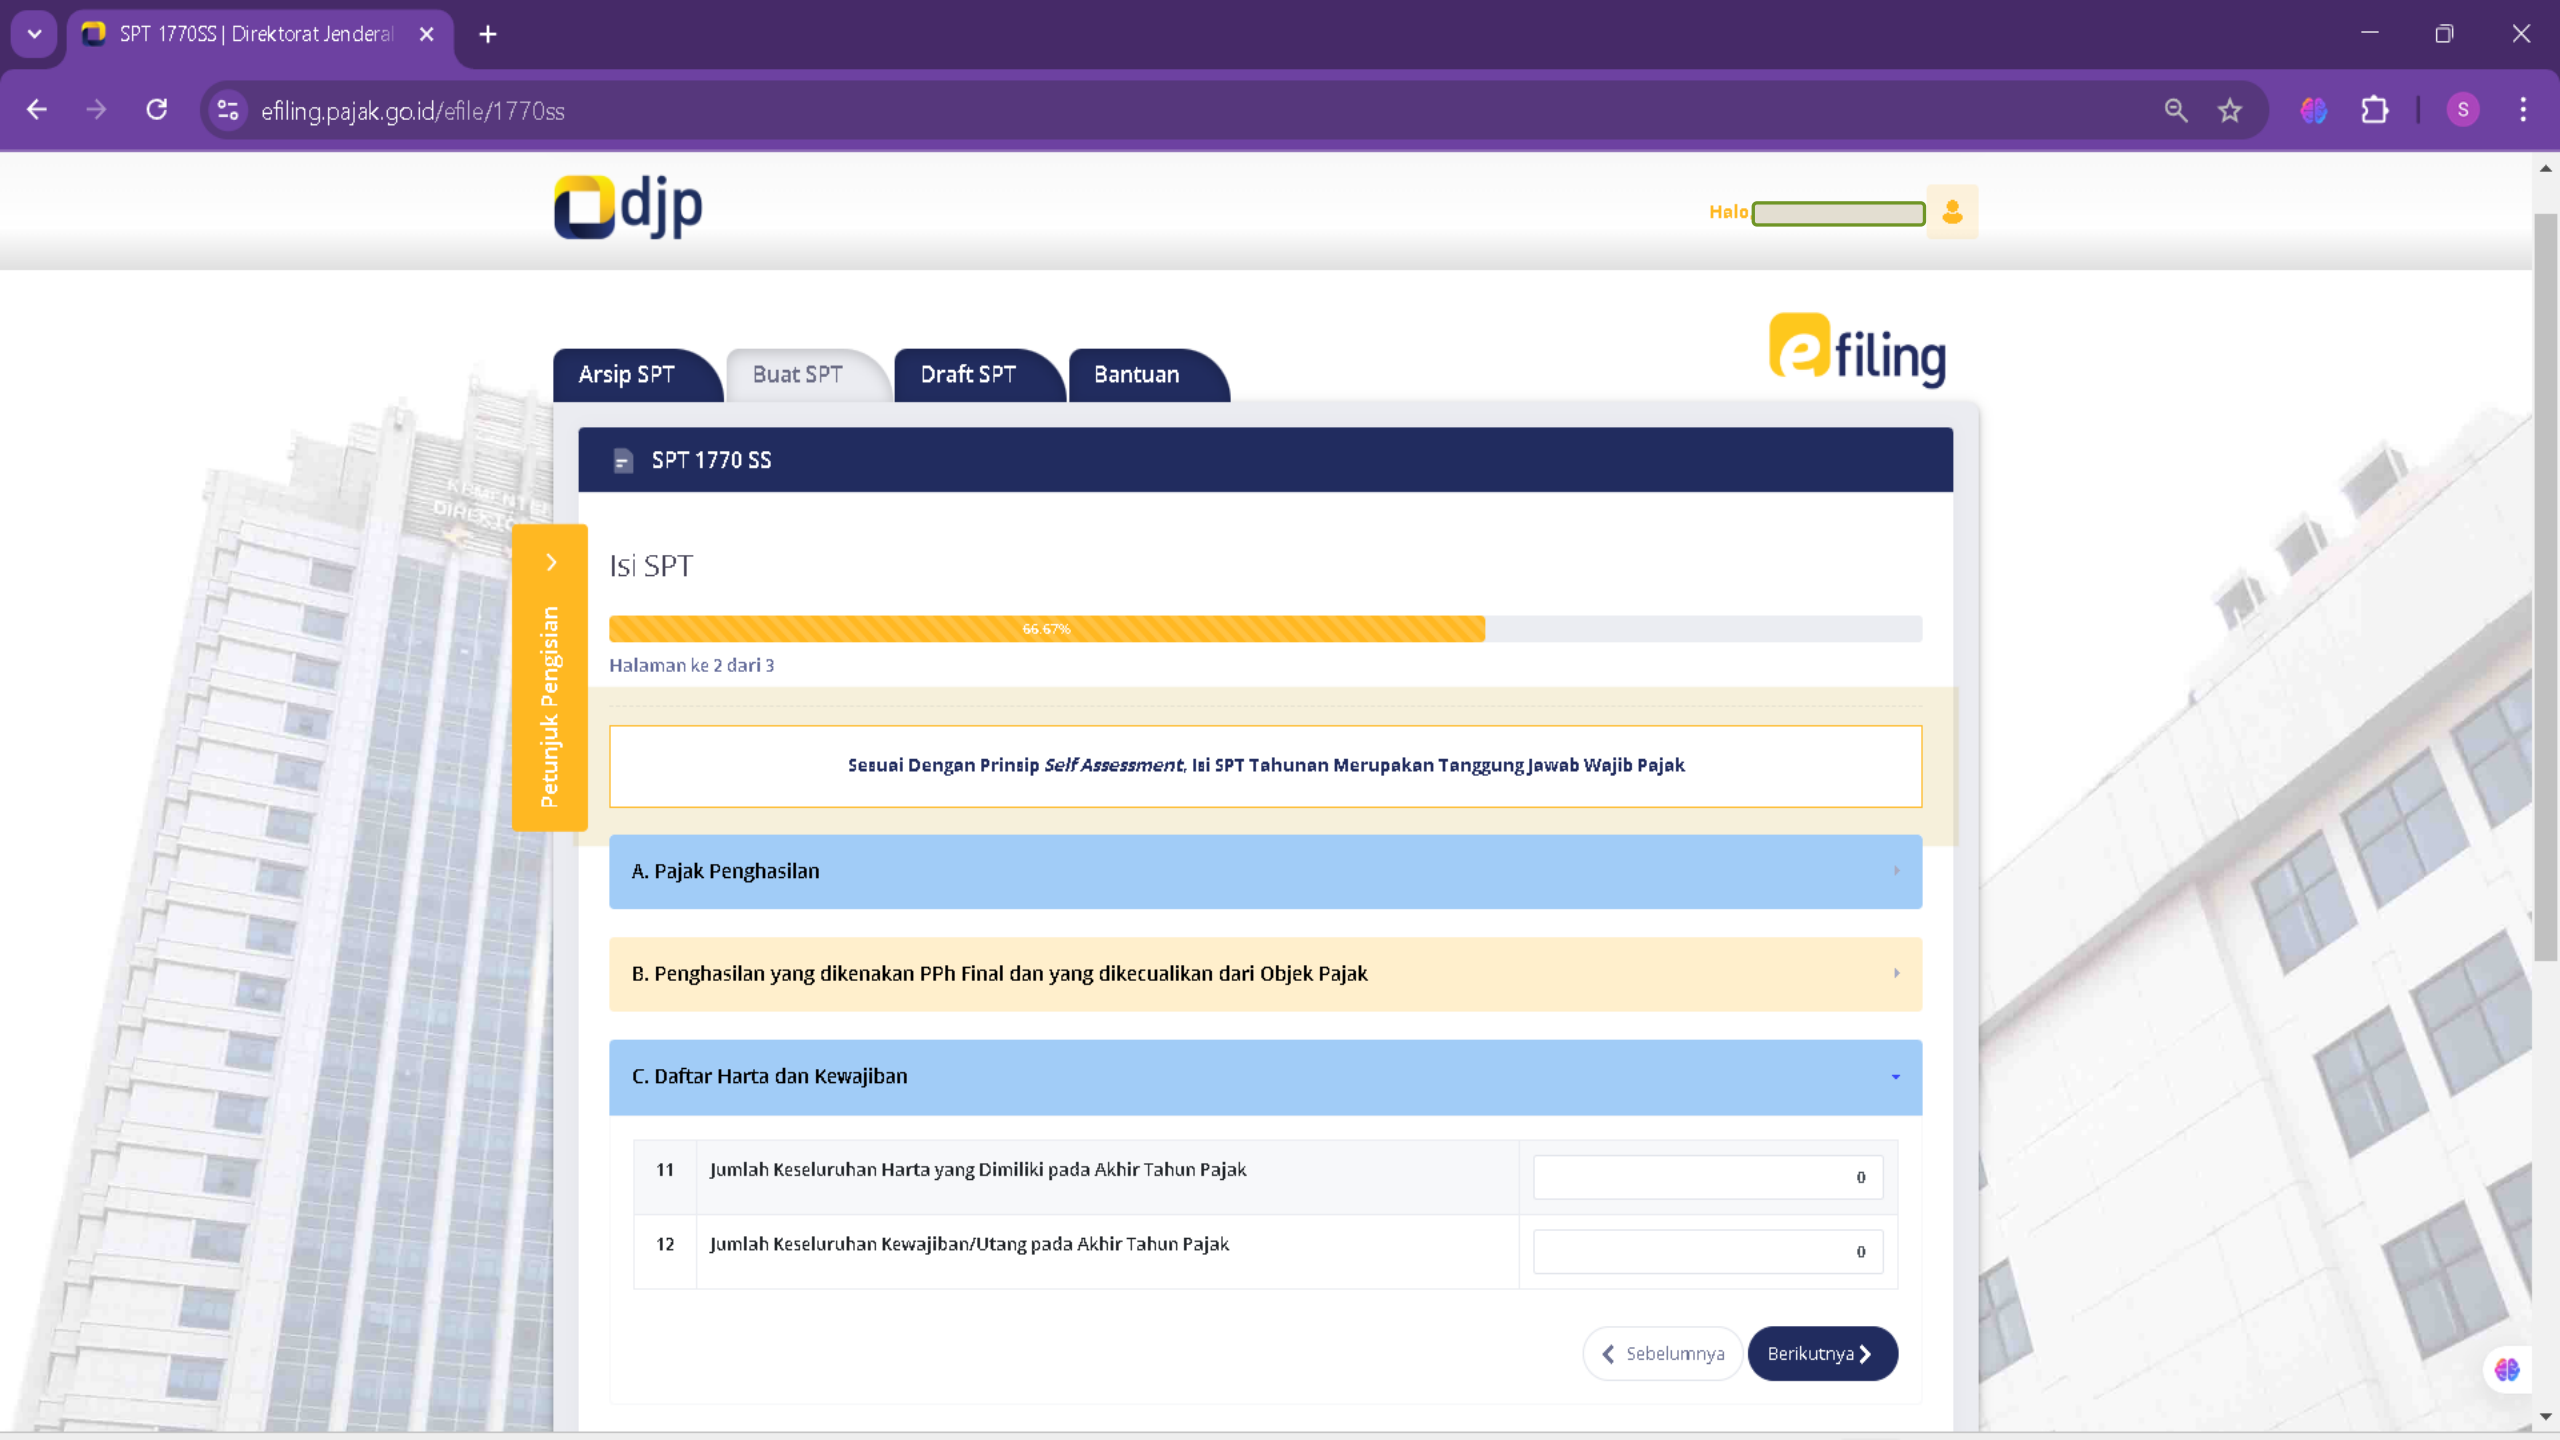 SPT 1770SS | Direktorat Jenderal
efiling.pajak.go.id/efile/1770ss
S
djp
Halo
efiling
Arsip SPT
Buat SPT
Draft SPT
Bantuan
KEMENTE
DIREKTO
SPT 1770 SS
Petunjuk Pengisian
Isi SPT
66.67%
Halaman ke 2 dari 3
Sesuai Dengan Prinsip Self Assessment, Isi SPT Tahunan Merupakan Tanggung Jawab Wajib Pajak
A. Pajak Penghasilan
B. Penghasilan yang dikenakan PPh Final dan yang dikecualikan dari Objek Pajak
C. Daftar Harta dan Kewajiban
11 Jumlah Keseluruhan Harta yang Dimiliki pada Akhir Tahun Pajak 0
12 Jumlah Keseluruhan Kewajiban/Utang pada Akhir Tahun Pajak 0
Sebelumnya
Berikutnya